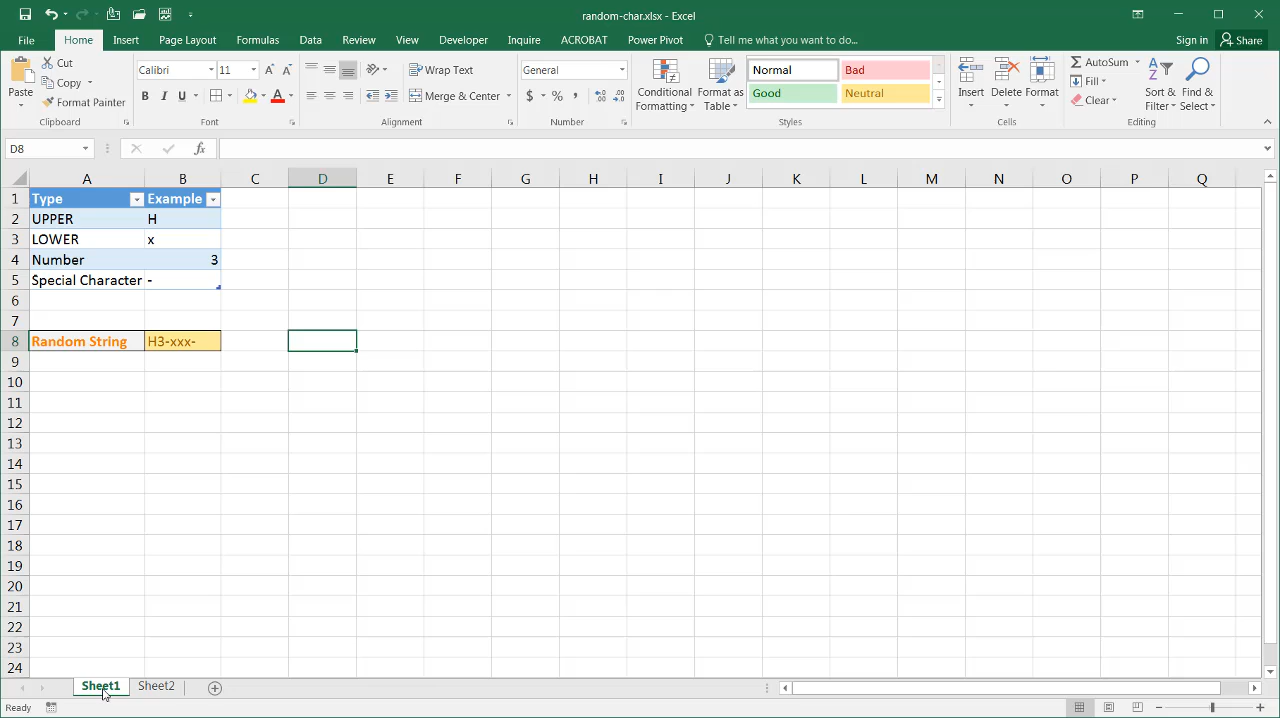 random-char.xlsx - Excel
File Home Insert Page Layout Formulas Data Review View Developer Inquire ACROBAT Power Pivot Tell me what you want to do... Sign in Share
Paste Cut Copy Format Painter
Calibri 11 B I U A A A
Wrap Text Merge & Center
General $ % ,
Conditional Formatting Format as Table
Normal Bad Good Neutral
Insert Delete Format
AutoSum Fill Clear Sort & Filter Find & Select
Clipboard Font Alignment Number Styles Cells Editing
D8 fx
A B C D E F G H I J K L M N O P Q
1 Type Example
2 UPPER H
3 LOWER x
4 Number 3
5 Special Character -
6
7
8 Random String H3-xxx-
9
10
11
12
13
14
15
16
17
18
19
20
21
22
23
24
Sheet1 Sheet2
Ready